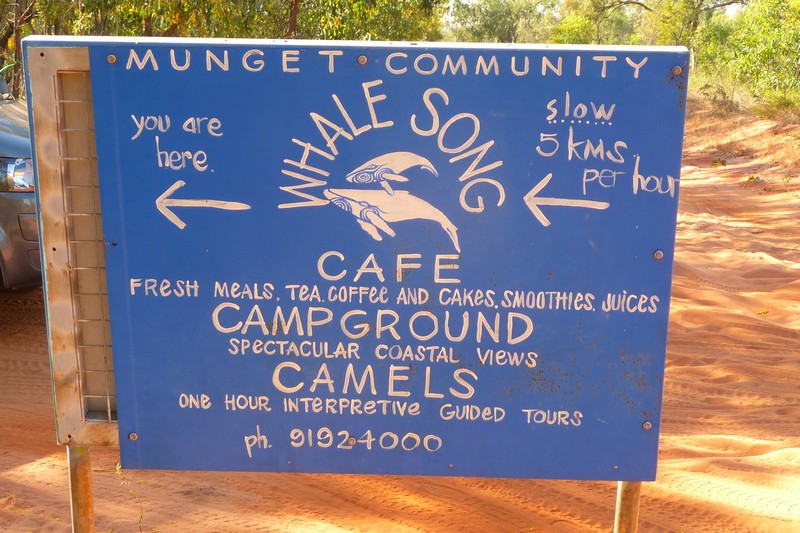 MUNGET COMMUNITY
you are
here.
WHALE SONG
slow
5 kms.
per hour
CAFE
FRESH MEALS. TEA. COFFEE AND CAKES. SMOOTHIES. JUICES
CAMPGROUND
SPECTACULAR COASTAL VIEWS
CAMELS
ONE HOUR INTERPRETIVE GUIDED TOURS
ph. 9192 4000